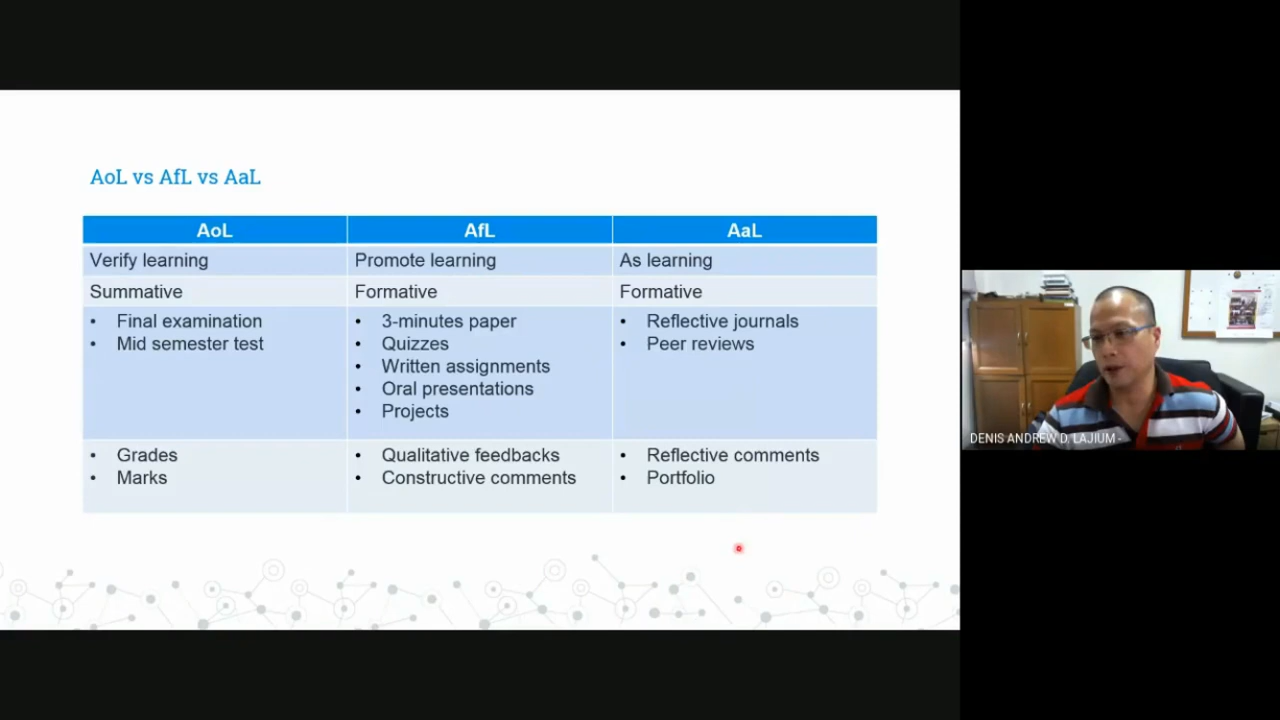 AoL vs AfL vs AaL
AoL AfL AaL
Verify learning Promote learning As learning
Summative Formative Formative
• Final examination
• Mid semester test
• 3-minutes paper
• Quizzes
• Written assignments
• Oral presentations
• Projects
• Reflective journals
• Peer reviews
• Grades
• Marks
• Qualitative feedbacks
• Constructive comments
• Reflective comments
• Portfolio
DENIS ANDREW D. LAJIUM -